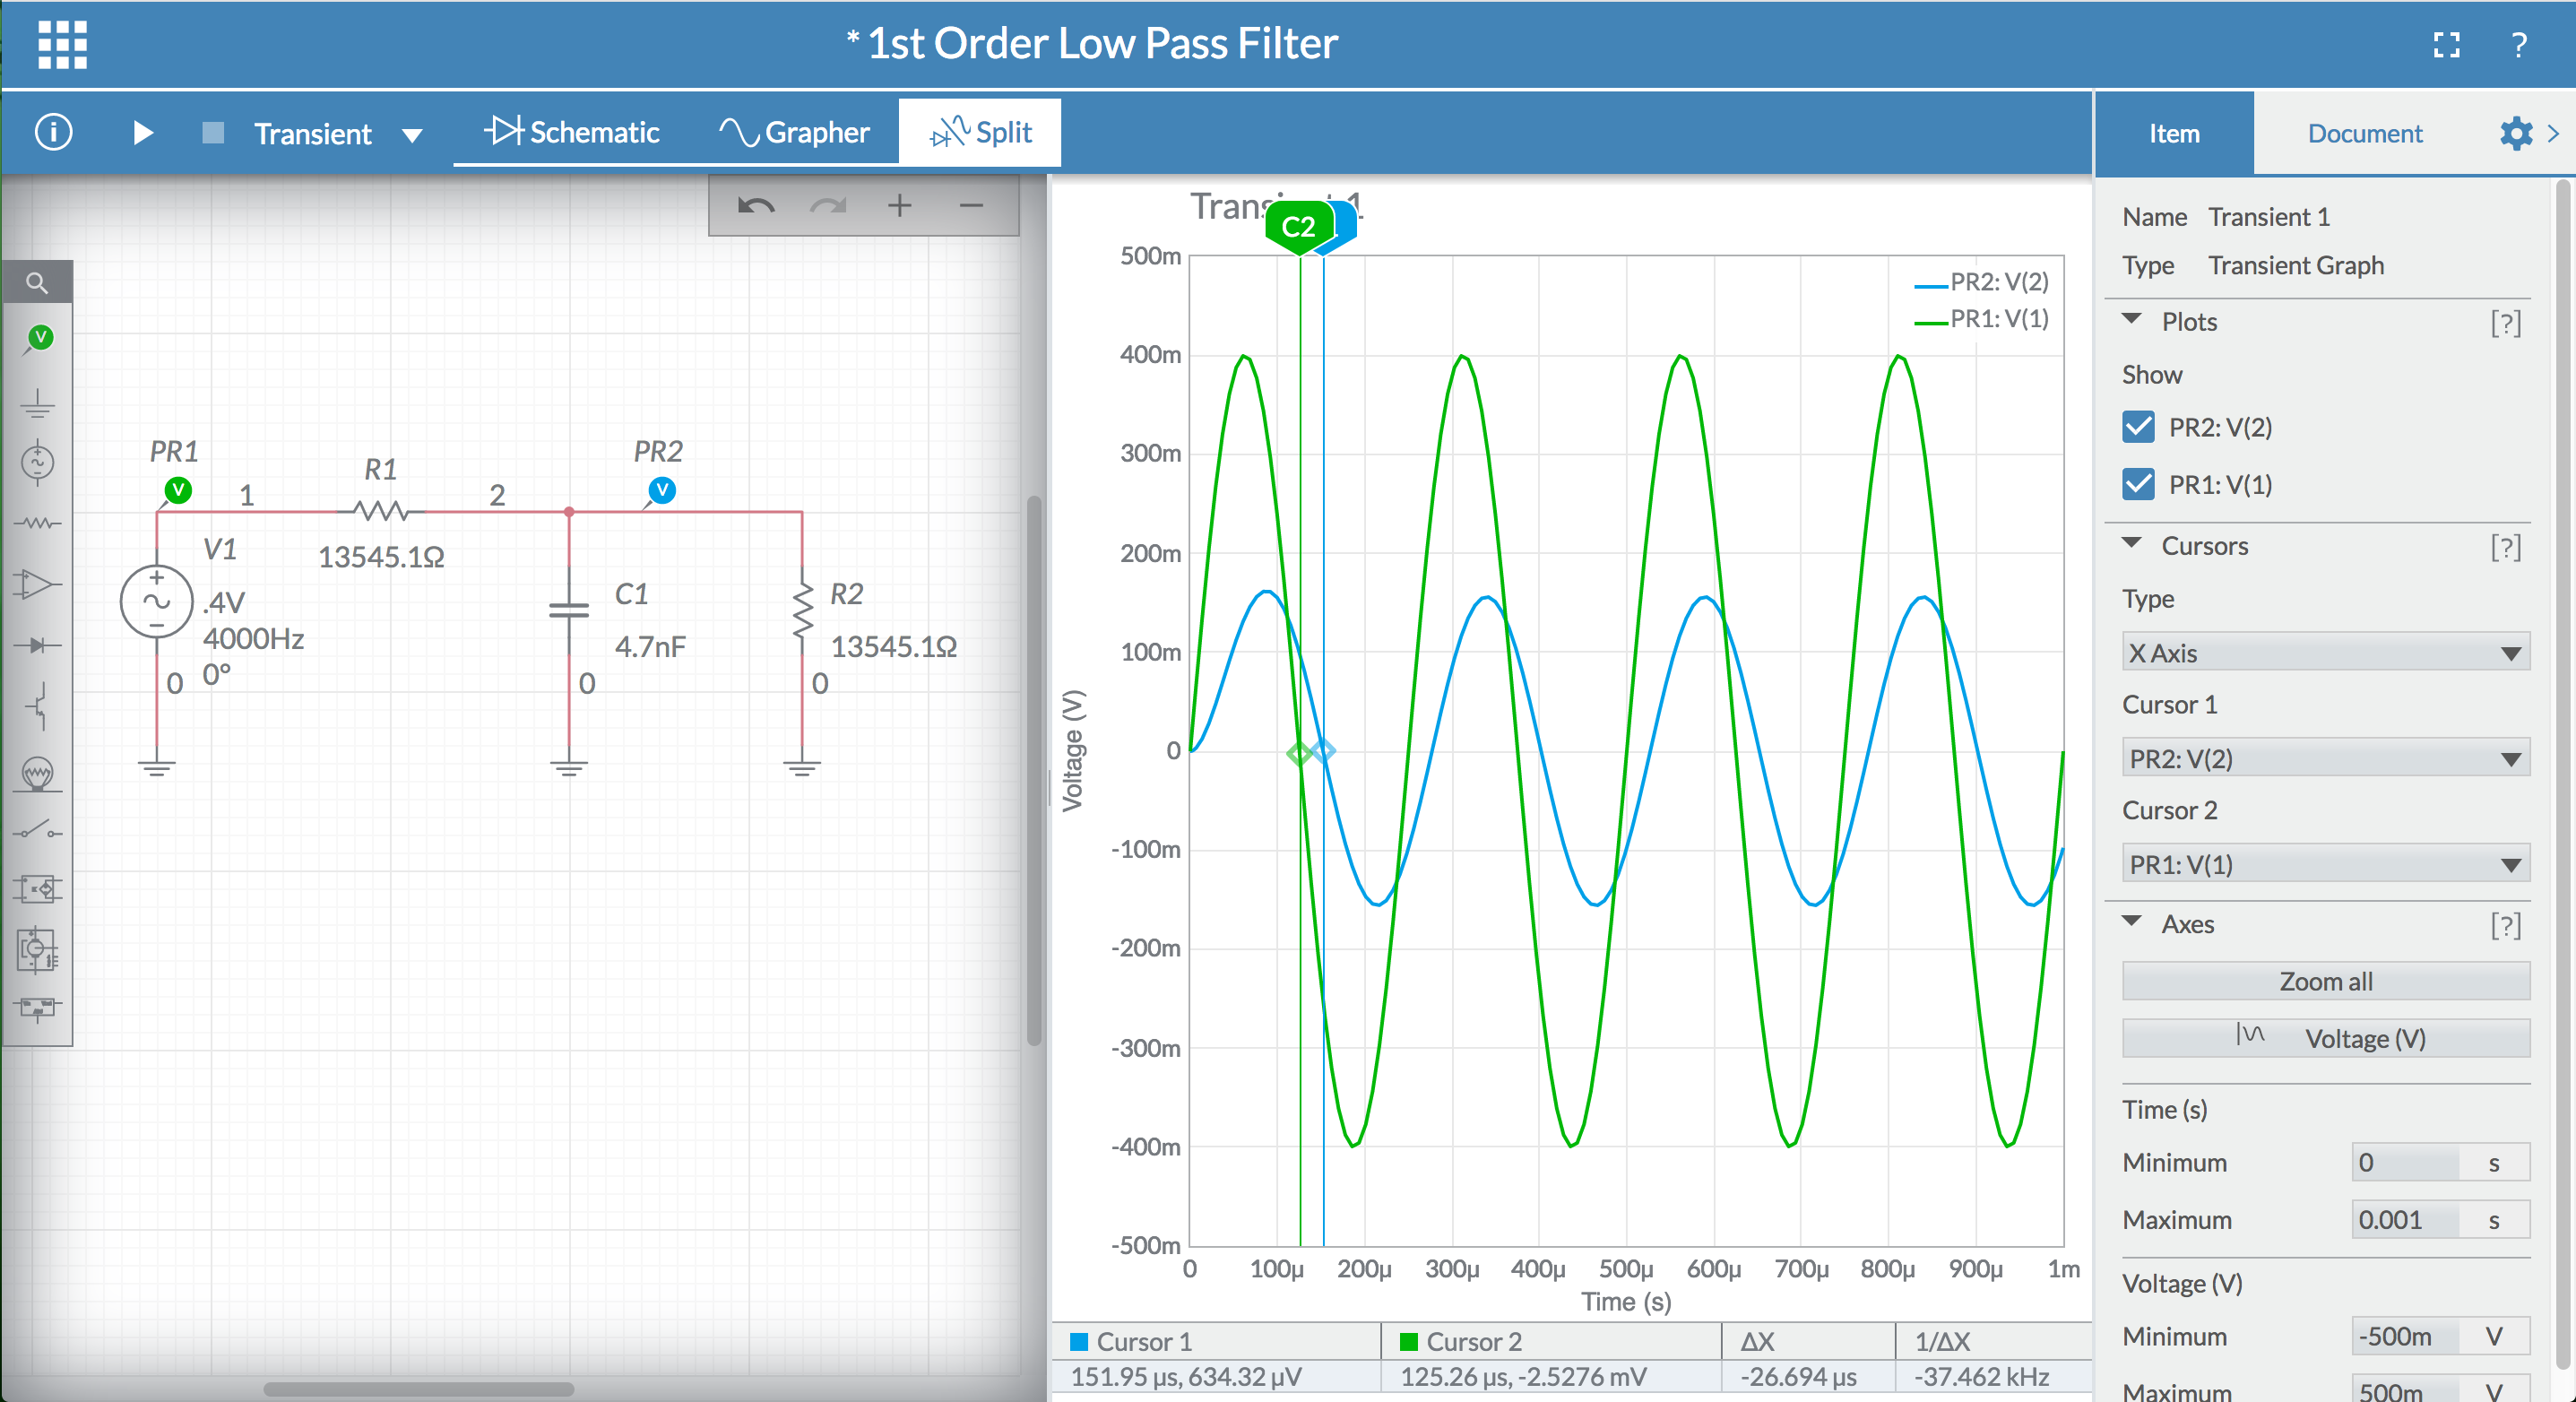 * 1st Order Low Pass Filter
?
i
Transient
Schematic
Grapher
Split
Item
Document
V
PR1
V
1
R1
13545.1Ω
2
PR2
V
V1
.4V
4000Hz
0°
0
C1
4.7nF
0
R2
13545.1Ω
0
C2
PR2: V(2)
PR1: V(1)
500m
400m
300m
200m
100m
0
-100m
-200m
-300m
-400m
-500m
Voltage (V)
0 100µ 200µ 300µ 400µ 500µ 600µ 700µ 800µ 900µ 1m
Time (s)
Cursor 1 Cursor 2 ΔX 1/ΔX
151.95 µs, 634.32 µV 125.26 µs, -2.5276 mV -26.694 µs -37.462 kHz
Name Transient 1
Type Transient Graph
Plots [?]
Show
PR2: V(2)
PR1: V(1)
Cursors [?]
Type
X Axis
Cursor 1
PR2: V(2)
Cursor 2
PR1: V(1)
Axes [?]
Zoom all
Voltage (V)
Time (s)
Minimum 0 s
Maximum 0.001 s
Voltage (V)
Minimum -500m V
Maximum 500m V